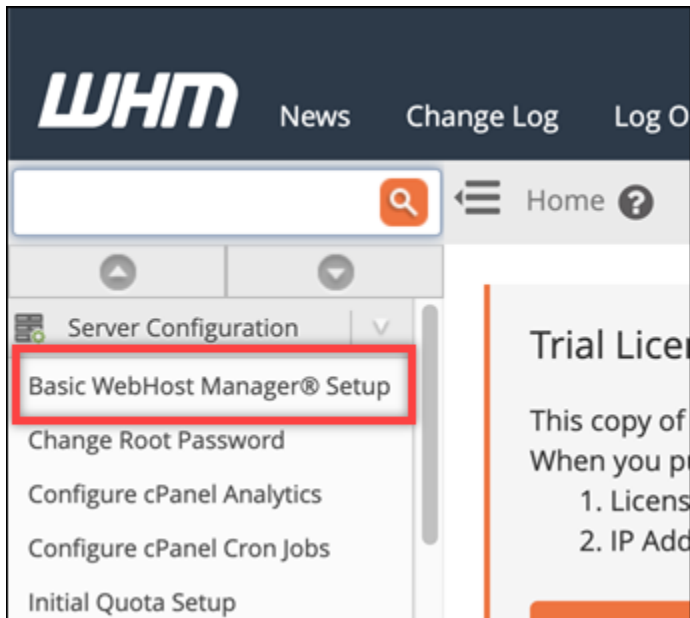 WHM News Change Log Log O
Home ?
Server Configuration
Basic WebHost Manager® Setup
Change Root Password
Configure cPanel Analytics
Configure cPanel Cron Jobs
Initial Quota Setup
Trial Licen
This copy of
When you pu
1. Licens
2. IP Add